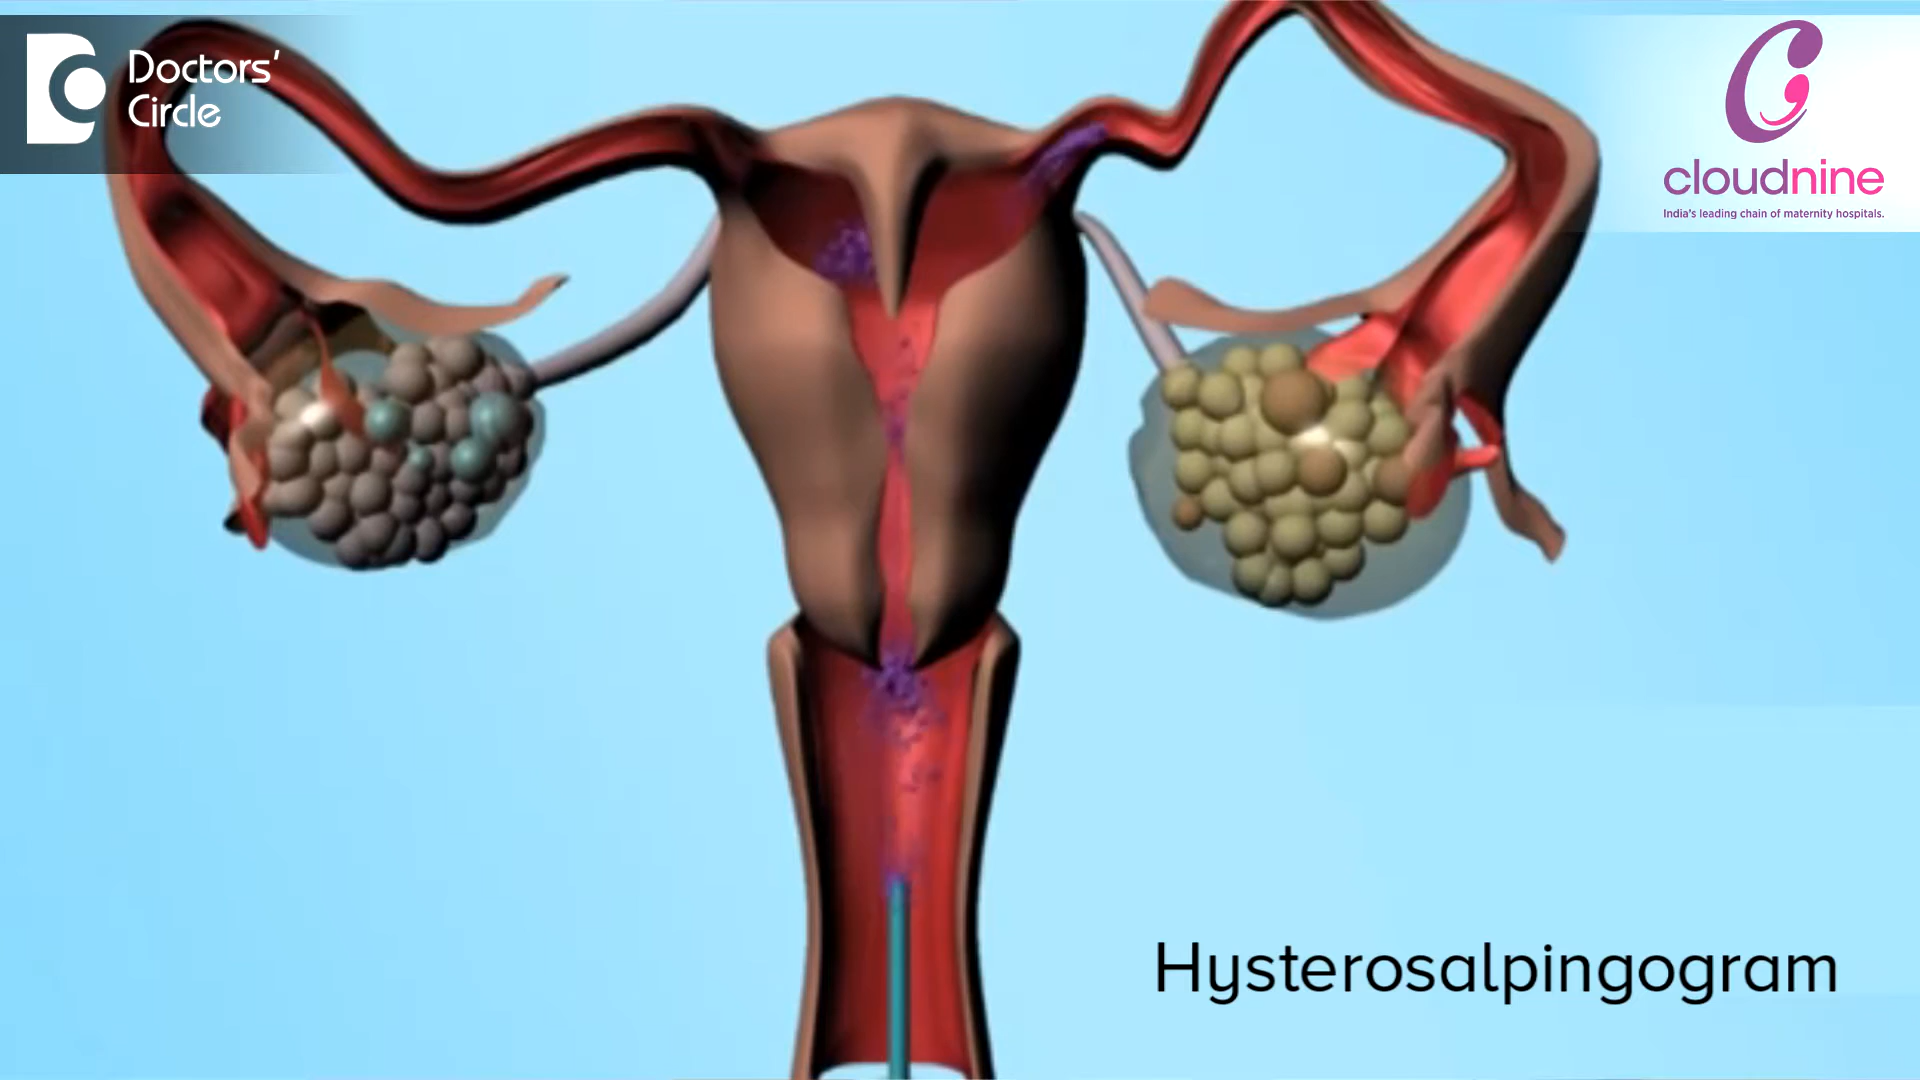 Doctors'
Circle
cloudnine
India's leading chain of maternity hospitals.
Hysterosalpingogram